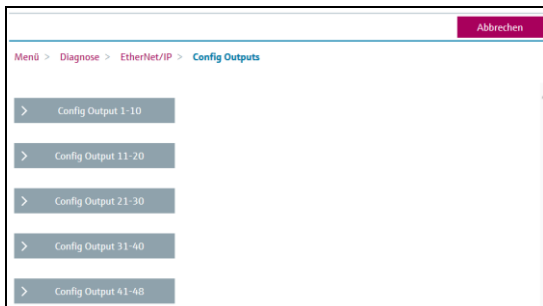 Abbrechen
Menü > Diagnose > EtherNet/IP > Config Outputs
> Config Output 1-10
> Config Output 11-20
> Config Output 21-30
> Config Output 31-40
> Config Output 41-48